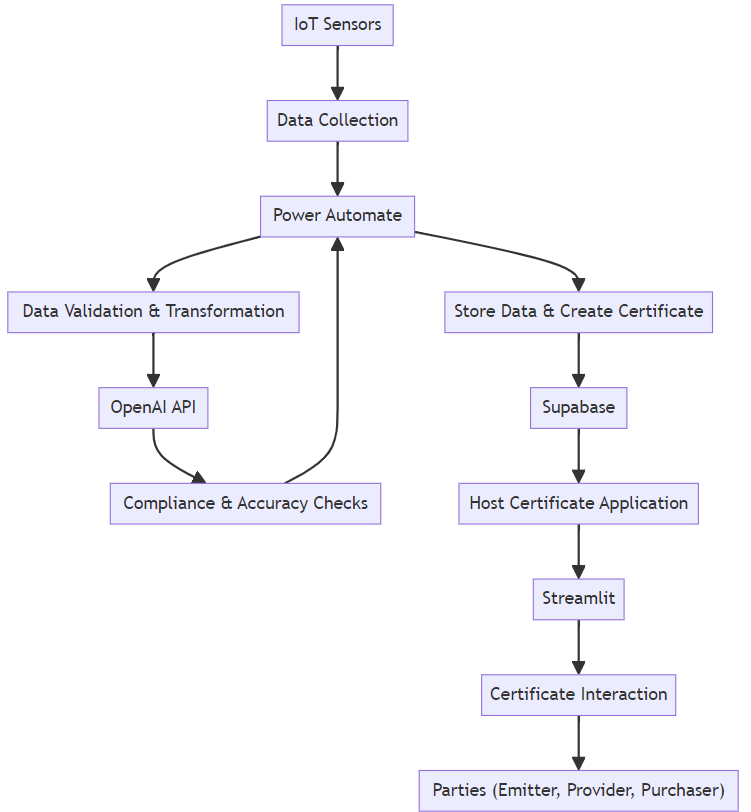 IoT Sensors
Data Collection
Power Automate
Data Validation & Transformation
Store Data & Create Certificate
OpenAI API
Supabase
Compliance & Accuracy Checks
Host Certificate Application
Streamlit
Certificate Interaction
Parties (Emitter, Provider, Purchaser)